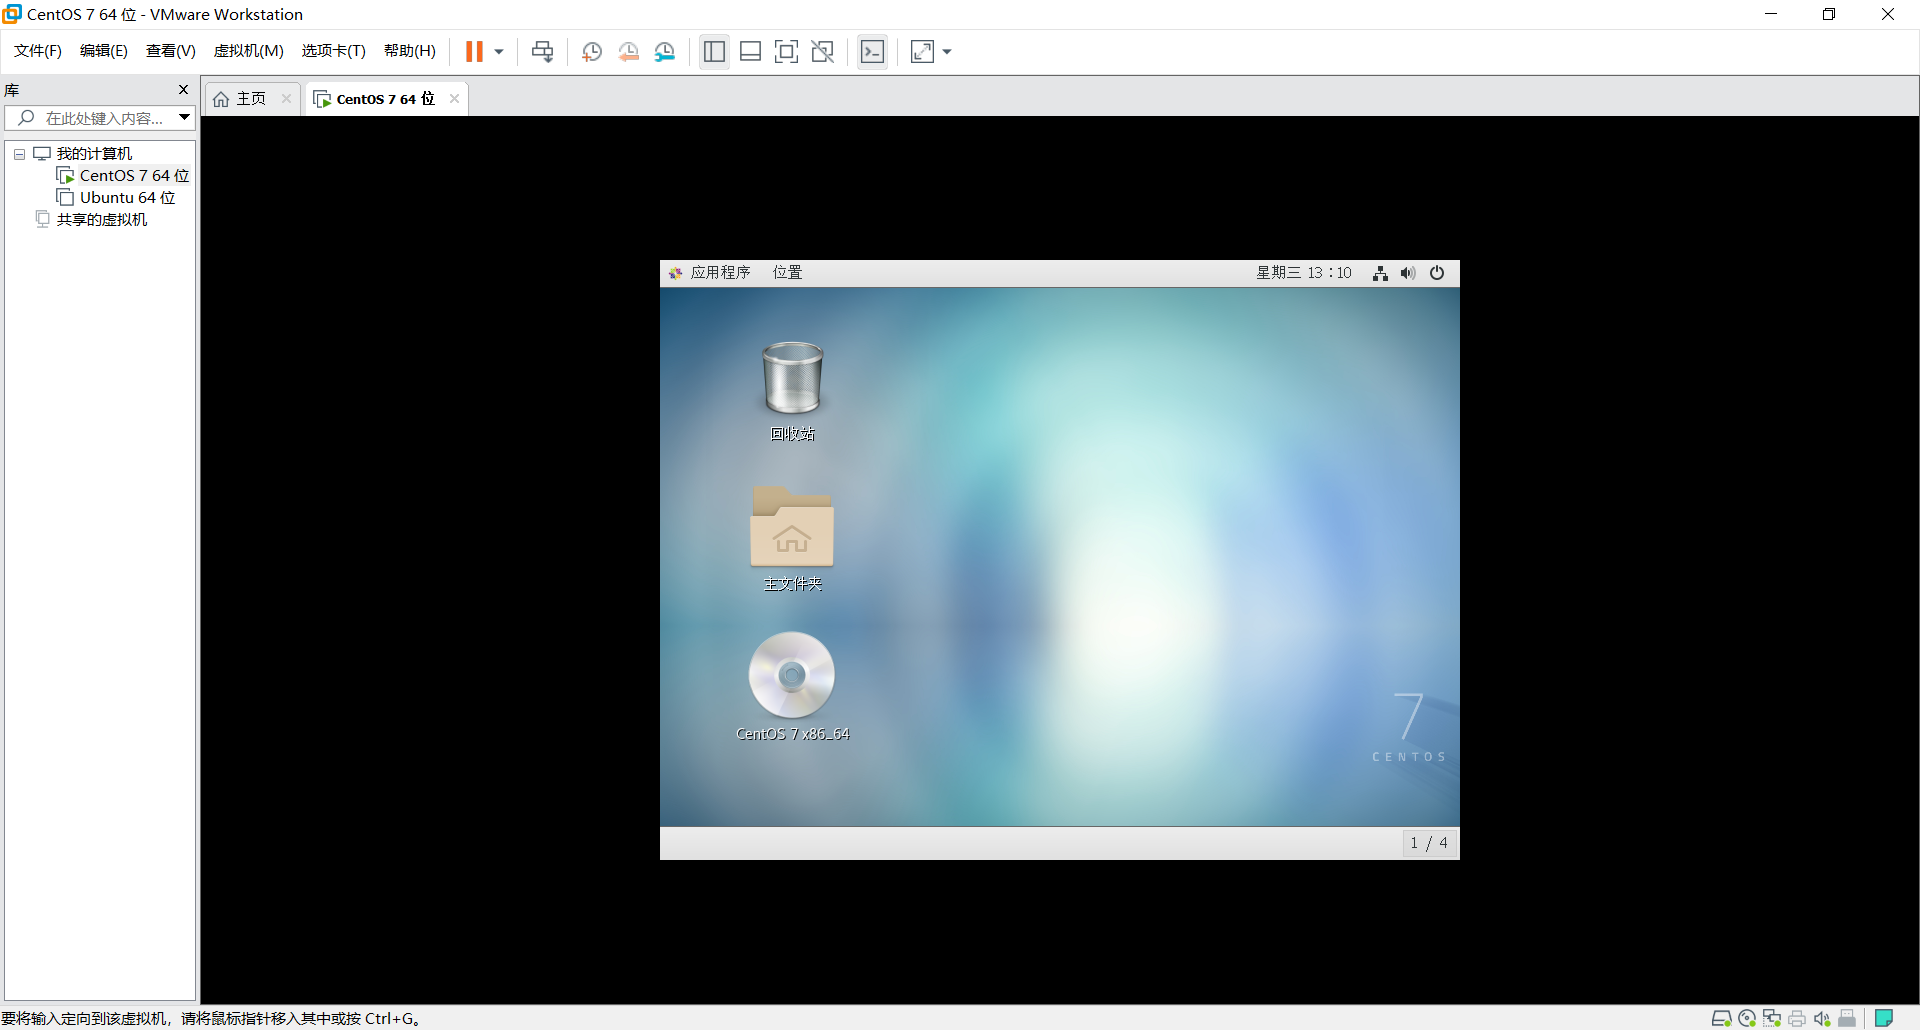 CentOS 7 64 位 - VMware Workstation
文件(F) 编辑(E) 查看(V) 虚拟机(M) 选项卡(T) 帮助(H)
库
主页
CentOS 7 64 位
在此处键入内容...
我的计算机
CentOS 7 64 位
Ubuntu 64 位
共享的虚拟机
应用程序 位置 星期三 13：10
回收站
主文件夹
CentOS 7 x86_64
7
CENTOS
1 / 4
要将输入定向到该虚拟机，请将鼠标指针移入其中或按 Ctrl+G。